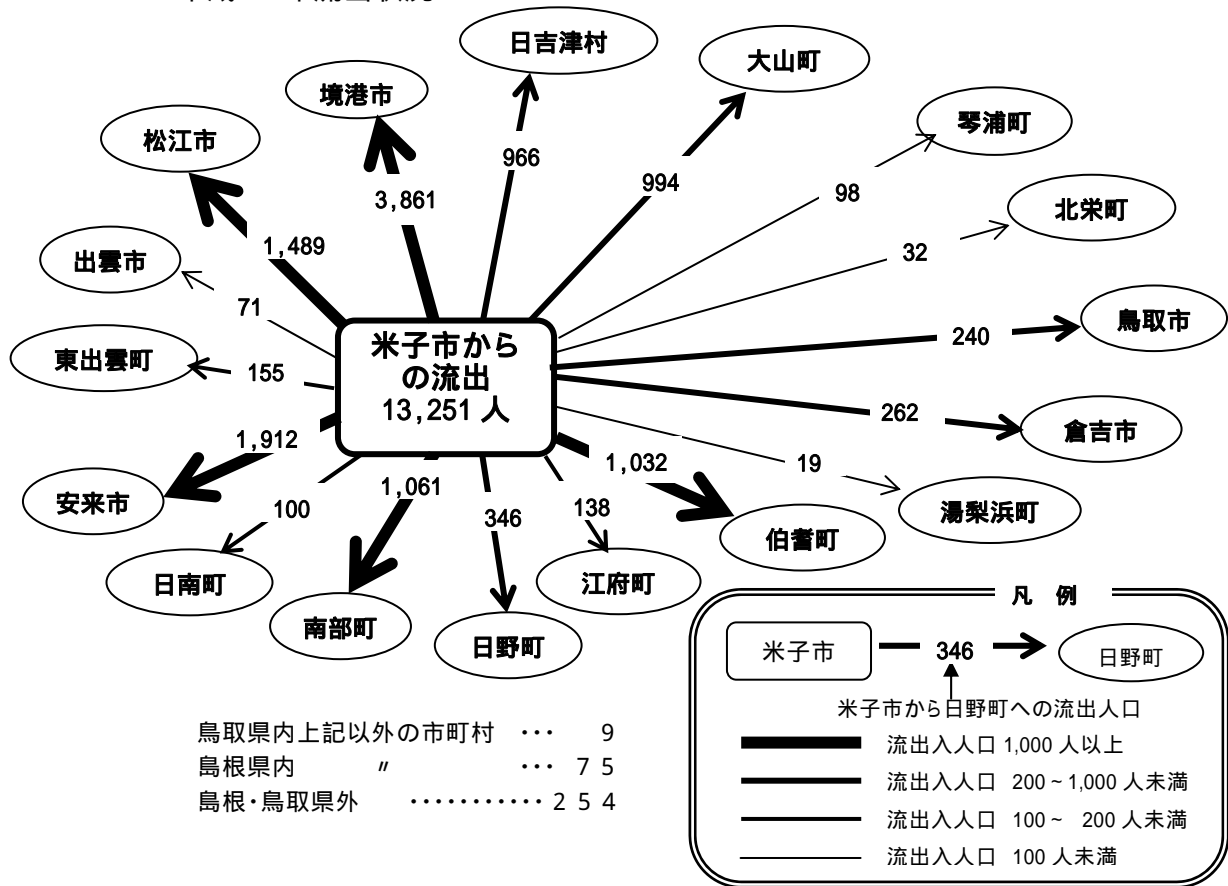 日吉津村
大山町
境港市
琴浦町
松江市
966
994
98
3,861
北栄町
1,489
32
出雲市
71
鳥取市
240
米子市から
の流出
13,251 人
東出雲町
155
262
倉吉市
1,912
1,032
19
安来市
1,061
100
346
138
湯梨浜町
伯耆町
日南町
江府町
南部町
日野町
凡 例
米子市
346
日野町
米子市から日野町への流出人口
流出入人口 1,000 人以上
流出入人口 200~1,000 人未満
流出入人口 100~ 200 人未満
流出入人口 100 人未満
鳥取県内上記以外の市町村 ・・・ 9
島根県内 〃 ・・・ 7 5
島根・鳥取県外 ・・・・・・・・・・・ 2 5 4